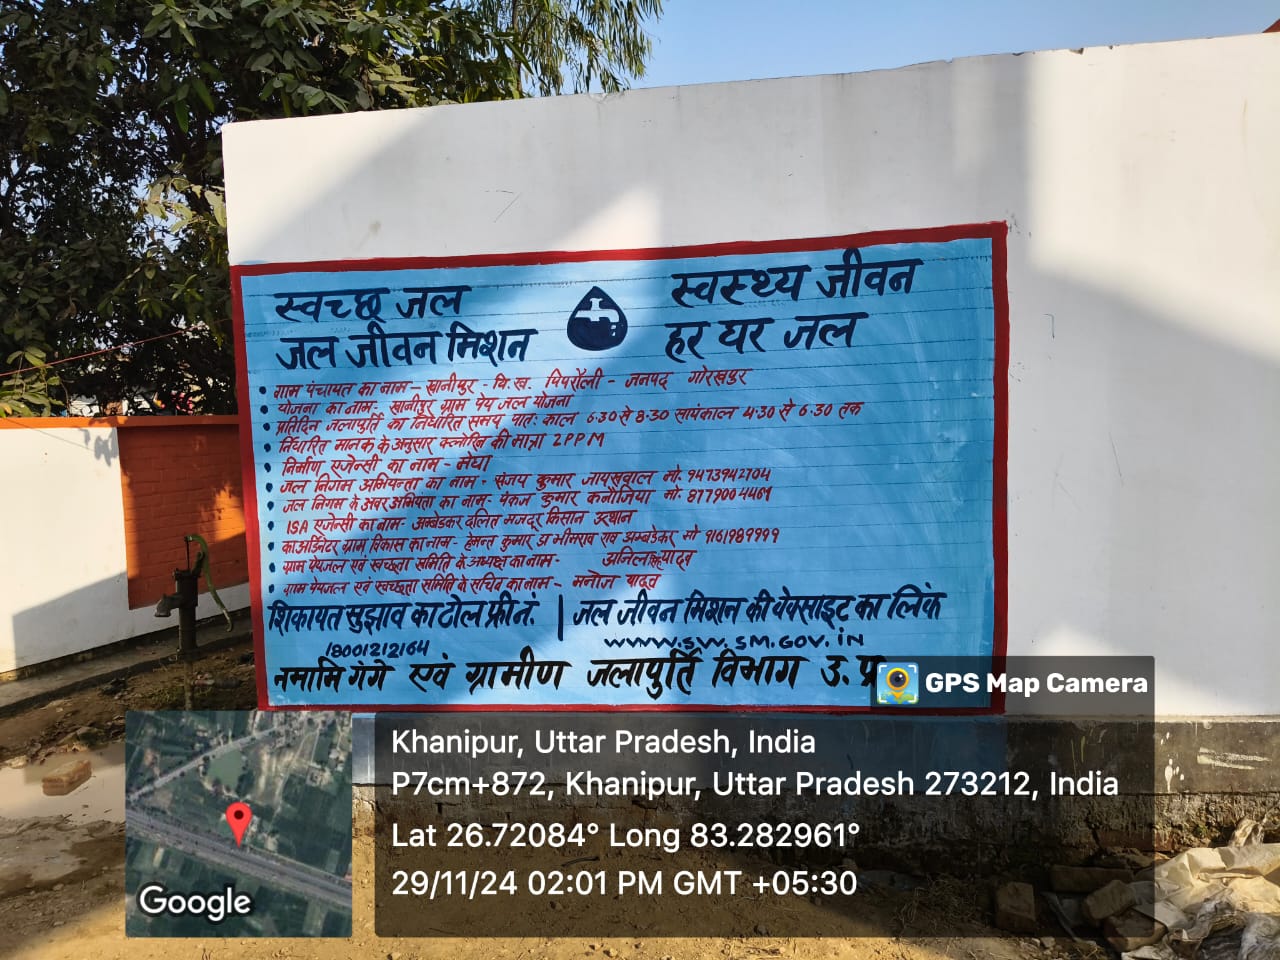 स्वच्छ जल
जल जीवन मिशन
स्वस्थ्य जीवन
हर घर जल
• ग्राम पंचायत का नाम – खानीपुर - वि.ख. पिपरौली - जनपद गोरखपुर
• योजना का नाम- खानीपुर ग्राम पेय जल योजना
• प्रतिदिन जलापुर्ति का निर्धारित समय पातः काल 6.30 से 8.30 सायंकाल 4.30 से 6.30 तक
• निर्धारित मानक के अनुसार क्लोरिन की मात्रा 2PPM
• निर्माण एजेन्सी का नाम - मेघा
• जल निगम अभियन्ता का नाम - संजय कुमार जायसवाल मो. 9473942704
• जल निगम के अवर अभियंता का नाम- पंकज कुमार कनौजिया मो. 8779004469
• ISA एजेन्सी का नाम- अम्बेडकर दलित मजदूर किसान उत्थान
• काअर्डिनेटर ग्राम विकास का नाम- हेमन्त कुमार डा भीमराव राव अम्बेडकर मो 9161989999
• ग्राम पेयजल एवं स्वच्छता समिति के अध्यक्ष का नाम- अनिल यादव
• ग्राम पेयजल एवं स्वच्छता समिति के सचिव का नाम- मनोज यादव
शिकायत सुझाव का टोल फ्री नं. | जल जीवन मिशन की वेवसाइट का लिंक
18001212164 www.sw.sm.gov.in
नमामि गंगे एवं ग्रामीण जलापुर्ति विभाग उ. प्र
GPS Map Camera
Khanipur, Uttar Pradesh, India
P7cm+872, Khanipur, Uttar Pradesh 273212, India
Lat 26.72084° Long 83.282961°
29/11/24 02:01 PM GMT +05:30
Google